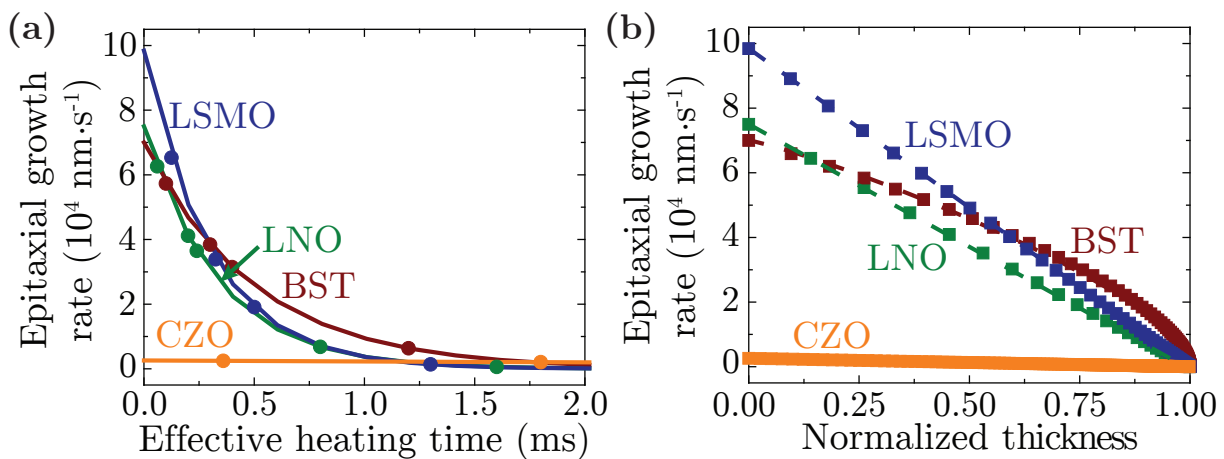 (a)
Epitaxial growth
rate (10⁴ nm·s⁻¹)
10
8
6
4
2
0
LSMO
LNO
BST
CZO
0.0
0.5
1.0
1.5
2.0
Effective heating time (ms)
(b)
Epitaxial growth
rate (10⁴ nm·s⁻¹)
10
8
6
4
2
0
LSMO
BST
LNO
CZO
0.00
0.25
0.50
0.75
1.00
Normalized thickness